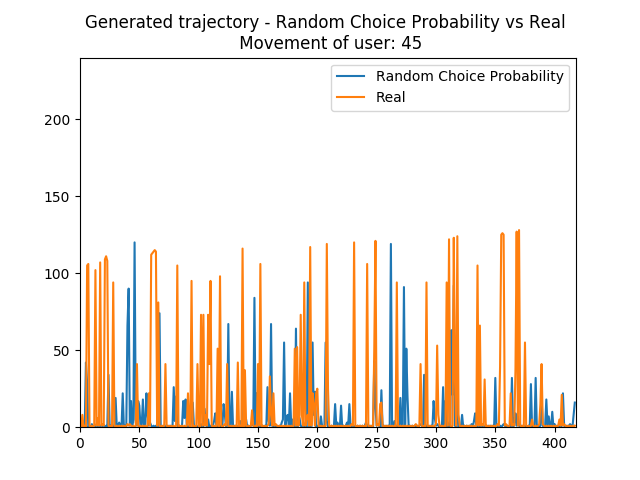 Generated trajectory - Random Choice Probability vs Real
Movement of user: 45
Random Choice Probability
Real
200
150
100
50
0
0 50 100 150 200 250 300 350 400